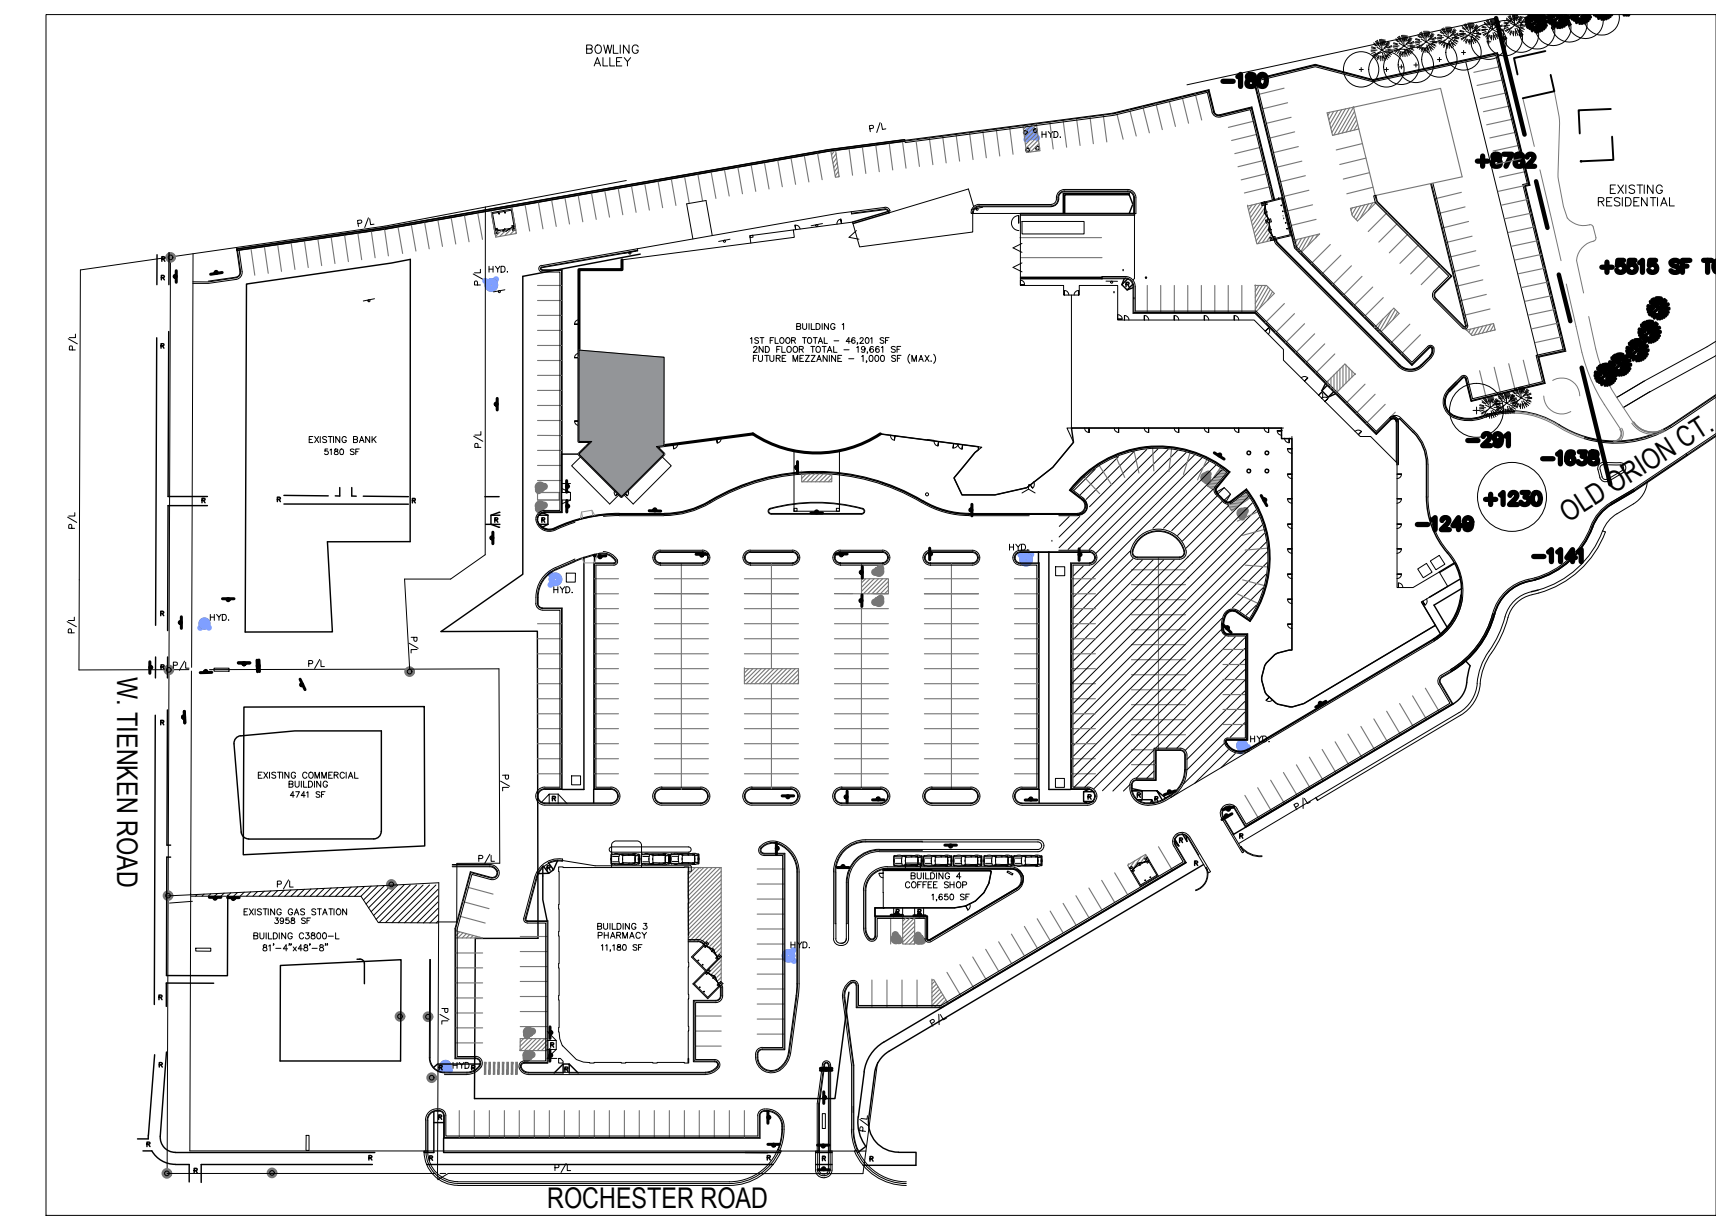 BOWLING
ALLEY
-180
P/L
HYD.
+8732
EXISTING
RESIDENTIAL
P/L
HYD.
P/L
+5515 SF
P/L
BUILDING 1
1ST FLOOR TOTAL – 46,201 SF
2ND FLOOR TOTAL – 19,661 SF
FUTURE MEZZANINE – 1,000 SF (MAX.)
EXISTING BANK
5180 SF
P/L
-291
-1638
OLD ORION CT.
+1230
-1249
-1141
P/L
HYD.
HYD.
HYD.
P/L
P/L
P/L
P/L
W. TIENKEN ROAD
HYD.
EXISTING COMMERCIAL
BUILDING
4741 SF
P/L
P/L
P/L
P/L
BUILDING 4
COFFEE SHOP
1,650 SF
EXISTING GAS STATION
3958 SF
BUILDING C3800-L
81'-4"x48'-8"
BUILDING 3
PHARMACY
11,180 SF
HYD.
P/L
P/L
HYD.
P/L
P/L
ROCHESTER ROAD